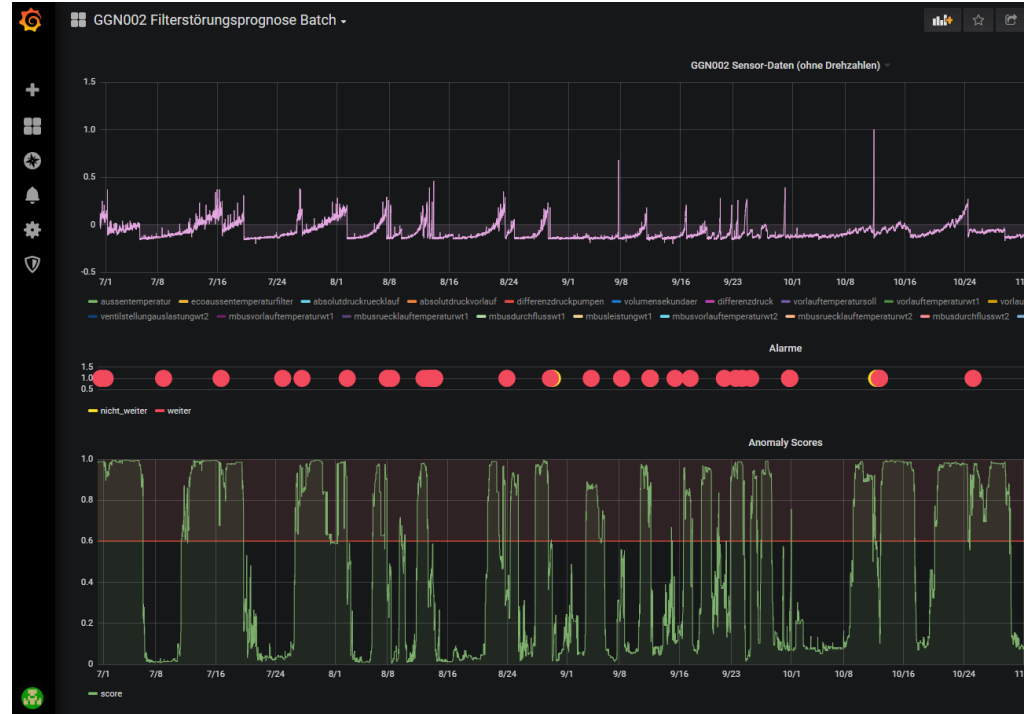 GGN002 Filterstörungsprognose Batch
GGN002 Sensor-Daten (ohne Drehzahlen)
1.5
1.0
0.5
0
-0.5
7/1 7/8 7/16 7/24 8/1 8/8 8/16 8/24 9/1 9/8 9/16 9/23 10/1 10/8 10/16 10/24 11
aussentemperatur ecoaussentemperaturfilter absolutdruckruecklauf absolutdruckvorlauf differenzdruckpumpen volumensekundaer differenzdruck vorlauftemperatursoll vorlauftemperaturwt1 vorlau
ventilstellungauslastungwt2 mbusvorlauftemperaturwt1 mbusruecklauftemperaturwt1 mbusdurchflusswt1 mbusleistungwt1 mbusvorlauftemperaturwt2 mbusruecklauftemperaturwt2 mbusdurchflusswt2
Alarme
1.5
1.0
0.5
nicht_weiter weiter
Anomaly Scores
1.0
0.8
0.6
0.4
0.2
0
7/1 7/8 7/16 7/24 8/1 8/8 8/16 8/24 9/1 9/8 9/16 9/23 10/1 10/8 10/16 10/24 11
score